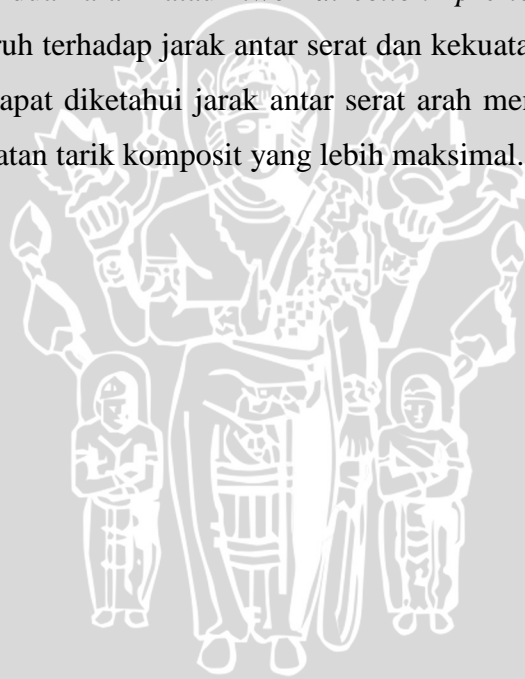 ruh terhadap jarak antar serat dan kekuata
apat diketahui jarak antar serat arah me
atan tarik komposit yang lebih maksimal.